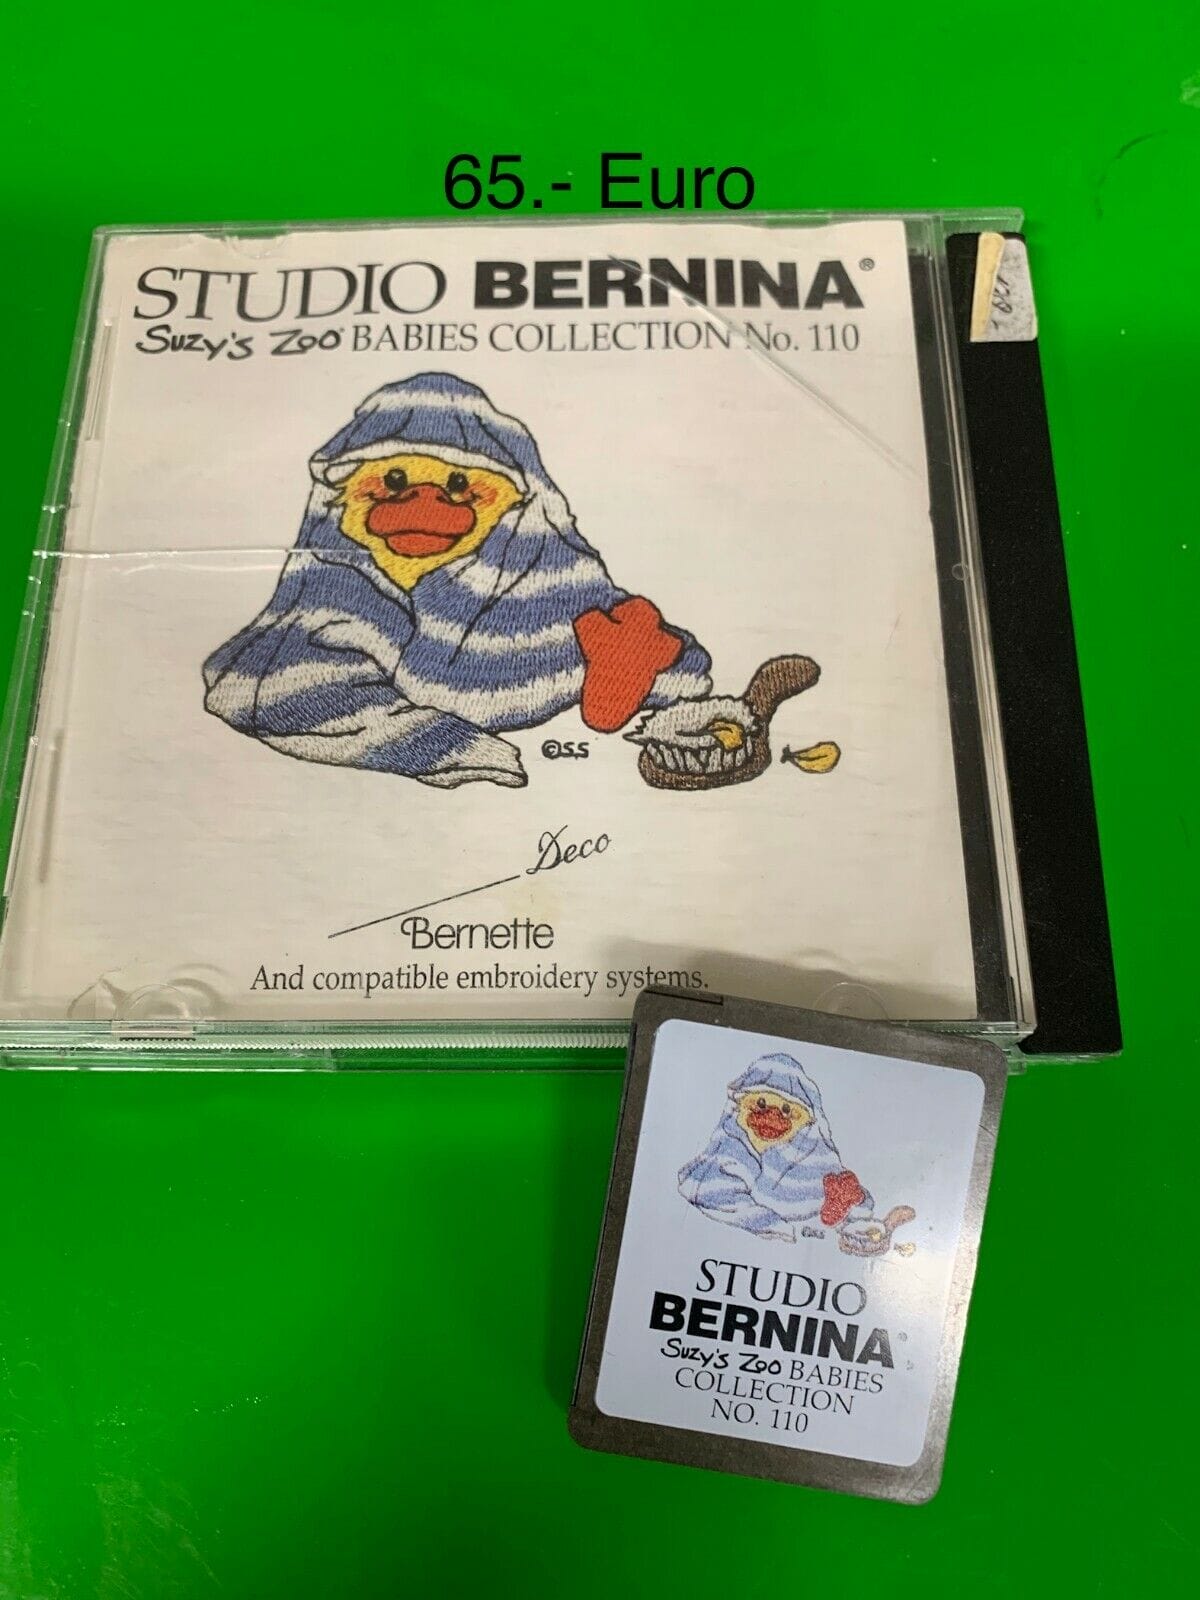 65.- Euro
STUDIO BERNINA®
Suzy's Zoo® BABIES COLLECTION No. 110
©SS
Deco
Bernette
And compatible embroidery systems.
©SS
STUDIO
BERNINA®
Suzy's Zoo BABIES
COLLECTION
NO. 110